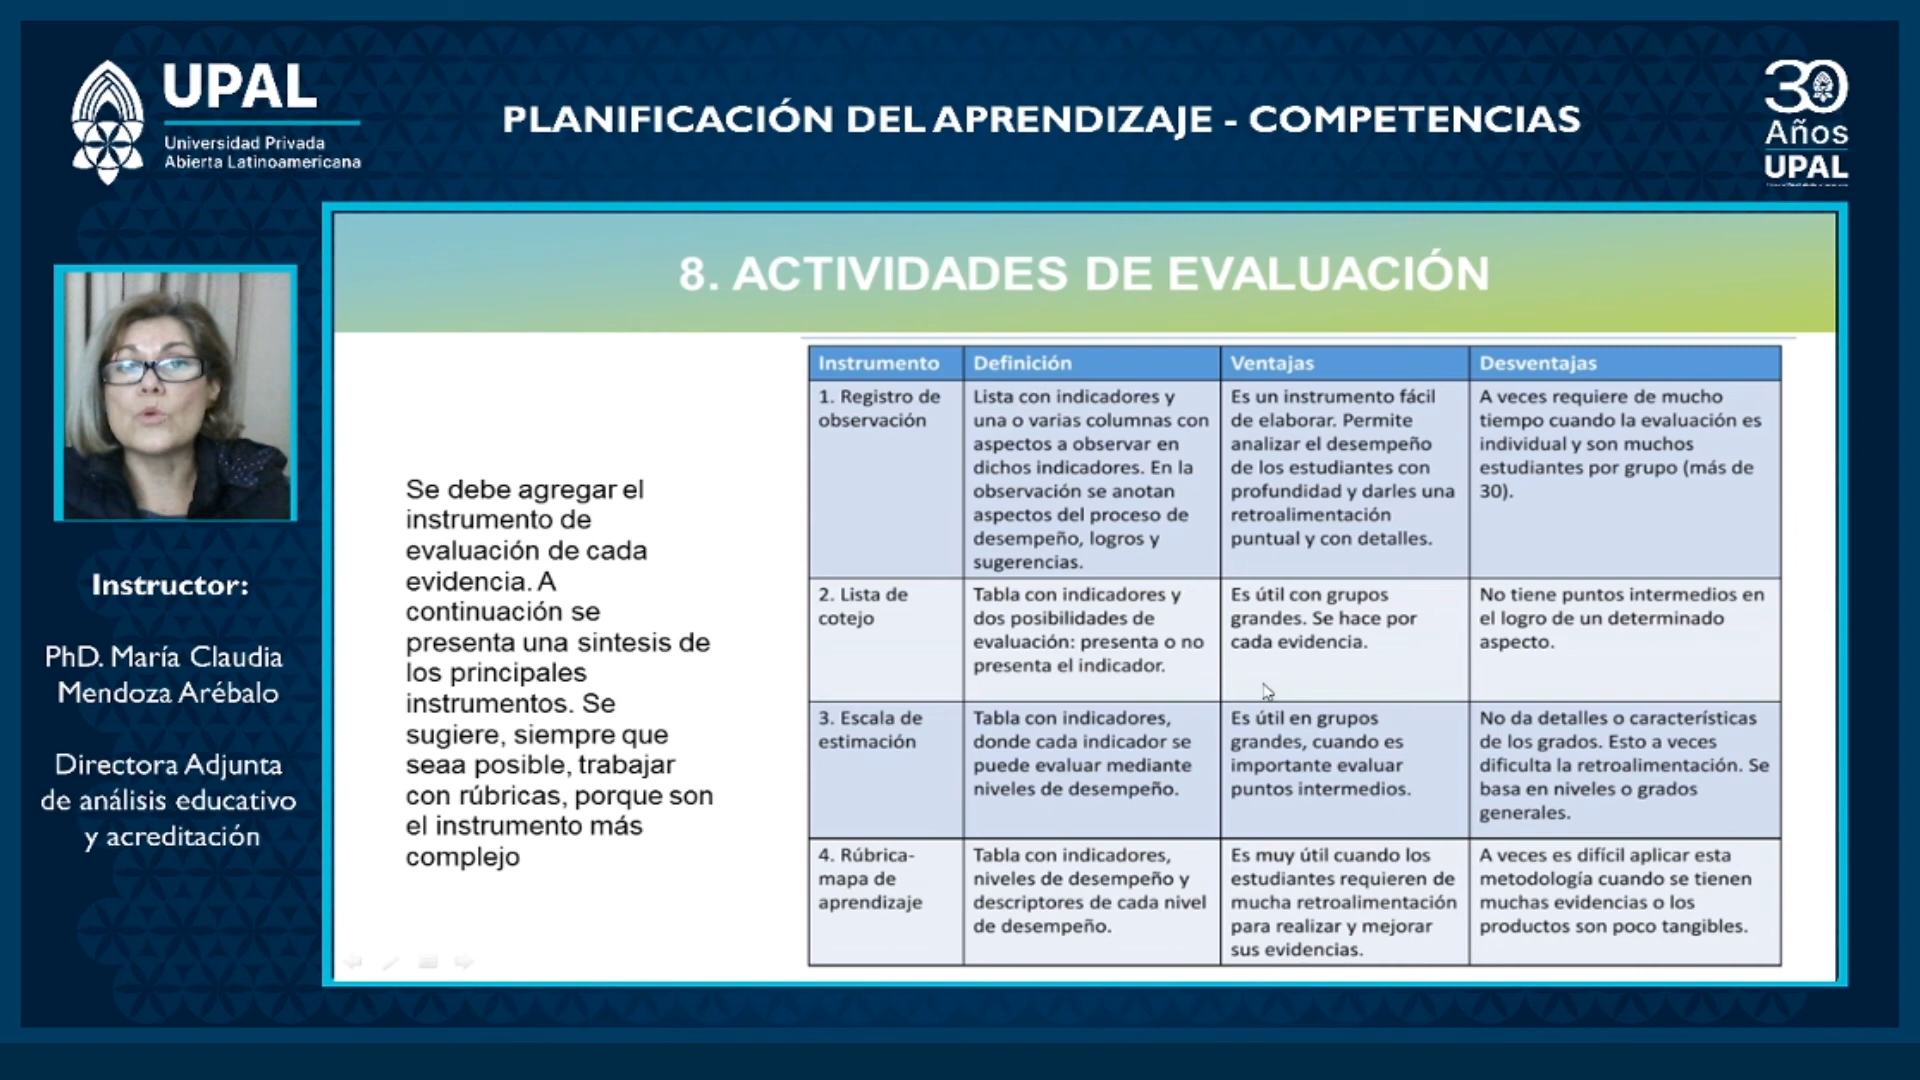 UPAL
Universidad Privada
Abierta Latinoamericana
PLANIFICACIÓN DEL APRENDIZAJE - COMPETENCIAS
30
Años
UPAL
Instructor:
PhD. María Claudia
Mendoza Arébalo
Directora Adjunta
de análisis educativo
y acreditación
8. ACTIVIDADES DE EVALUACIÓN
Se debe agregar el
instrumento de
evaluación de cada
evidencia. A
continuación se
presenta una sintesis de
los principales
instrumentos. Se
sugiere, siempre que
seaa posible, trabajar
con rúbricas, porque son
el instrumento más
complejo
Instrumento
Definición
Ventajas
Desventajas
1. Registro de
observación
Lista con indicadores y
una o varias columnas con
aspectos a observar en
dichos indicadores. En la
observación se anotan
aspectos del proceso de
desempeño, logros y
sugerencias.
Es un instrumento fácil
de elaborar. Permite
analizar el desempeño
de los estudiantes con
profundidad y darles una
retroalimentación
puntual y con detalles.
A veces requiere de mucho
tiempo cuando la evaluación es
individual y son muchos
estudiantes por grupo (más de
30).
2. Lista de
cotejo
Tabla con indicadores y
dos posibilidades de
evaluación: presenta o no
presenta el indicador.
Es útil con grupos
grandes. Se hace por
cada evidencia.
No tiene puntos intermedios en
el logro de un determinado
aspecto.
3. Escala de
estimación
Tabla con indicadores,
donde cada indicador se
puede evaluar mediante
niveles de desempeño.
Es útil en grupos
grandes, cuando es
importante evaluar
puntos intermedios.
No da detalles o características
de los grados. Esto a veces
dificulta la retroalimentación. Se
basa en niveles o grados
generales.
4. Rúbrica-
mapa de
aprendizaje
Tabla con indicadores,
niveles de desempeño y
descriptores de cada nivel
de desempeño.
Es muy útil cuando los
estudiantes requieren de
mucha retroalimentación
para realizar y mejorar
sus evidencias.
A veces es difícil aplicar esta
metodología cuando se tienen
muchas evidencias o los
productos son poco tangibles.